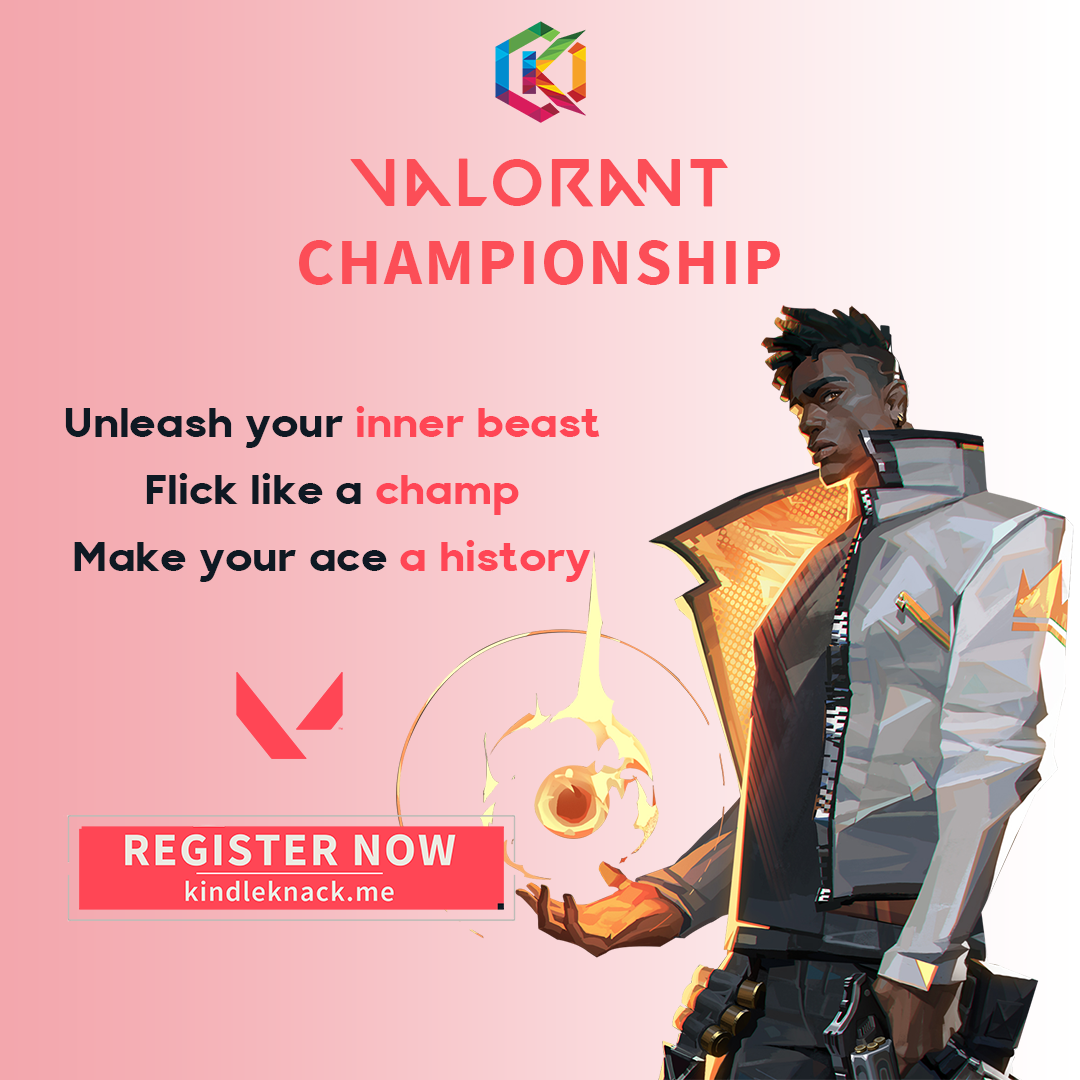 VALORANT
CHAMPIONSHIP
Unleash your inner beast
Flick like a champ
Make your ace a history
REGISTER NOW
kindleknack.me